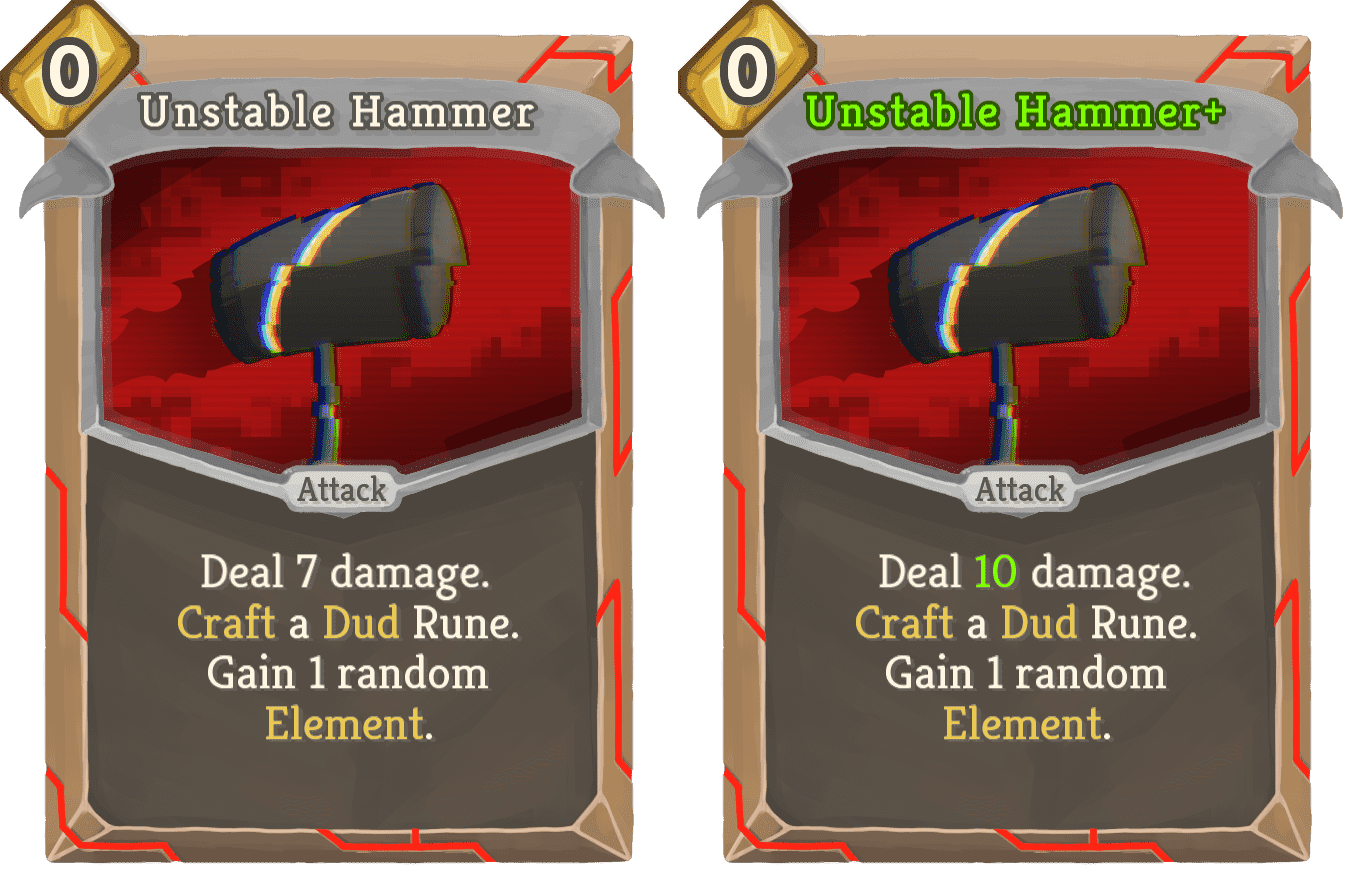 0
Unstable Hammer
Attack
Deal 7 damage.
Craft a Dud Rune.
Gain 1 random
Element.
0
Unstable Hammer+
Attack
Deal 10 damage.
Craft a Dud Rune.
Gain 1 random
Element.